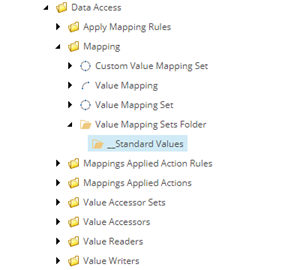 Data Access
Apply Mapping Rules
Mapping
Custom Value Mapping Set
Value Mapping
Value Mapping Set
Value Mapping Sets Folder
__Standard Values
Mappings Applied Action Rules
Mappings Applied Actions
Value Accessor Sets
Value Accessors
Value Readers
Value Writers